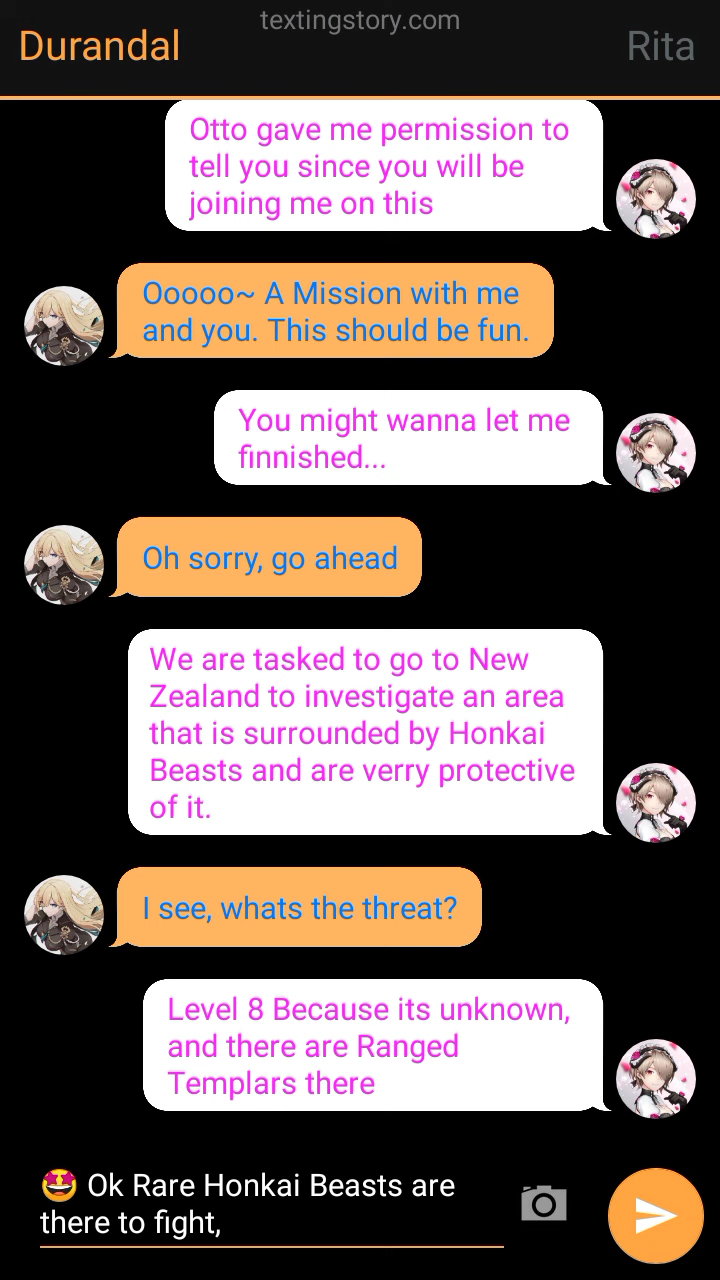 textingstory.com
Durandal
Rita
Otto gave me permission to
tell you since you will be
joining me on this
Ooooo~ A Mission with me
and you. This should be fun.
You might wanna let me
finnished...
Oh sorry, go ahead
We are tasked to go to New
Zealand to investigate an area
that is surrounded by Honkai
Beasts and are verry protective
of it.
I see, whats the threat?
Level 8 Because its unknown,
and there are Ranged
Templars there
🤩 Ok Rare Honkai Beasts are
there to fight,